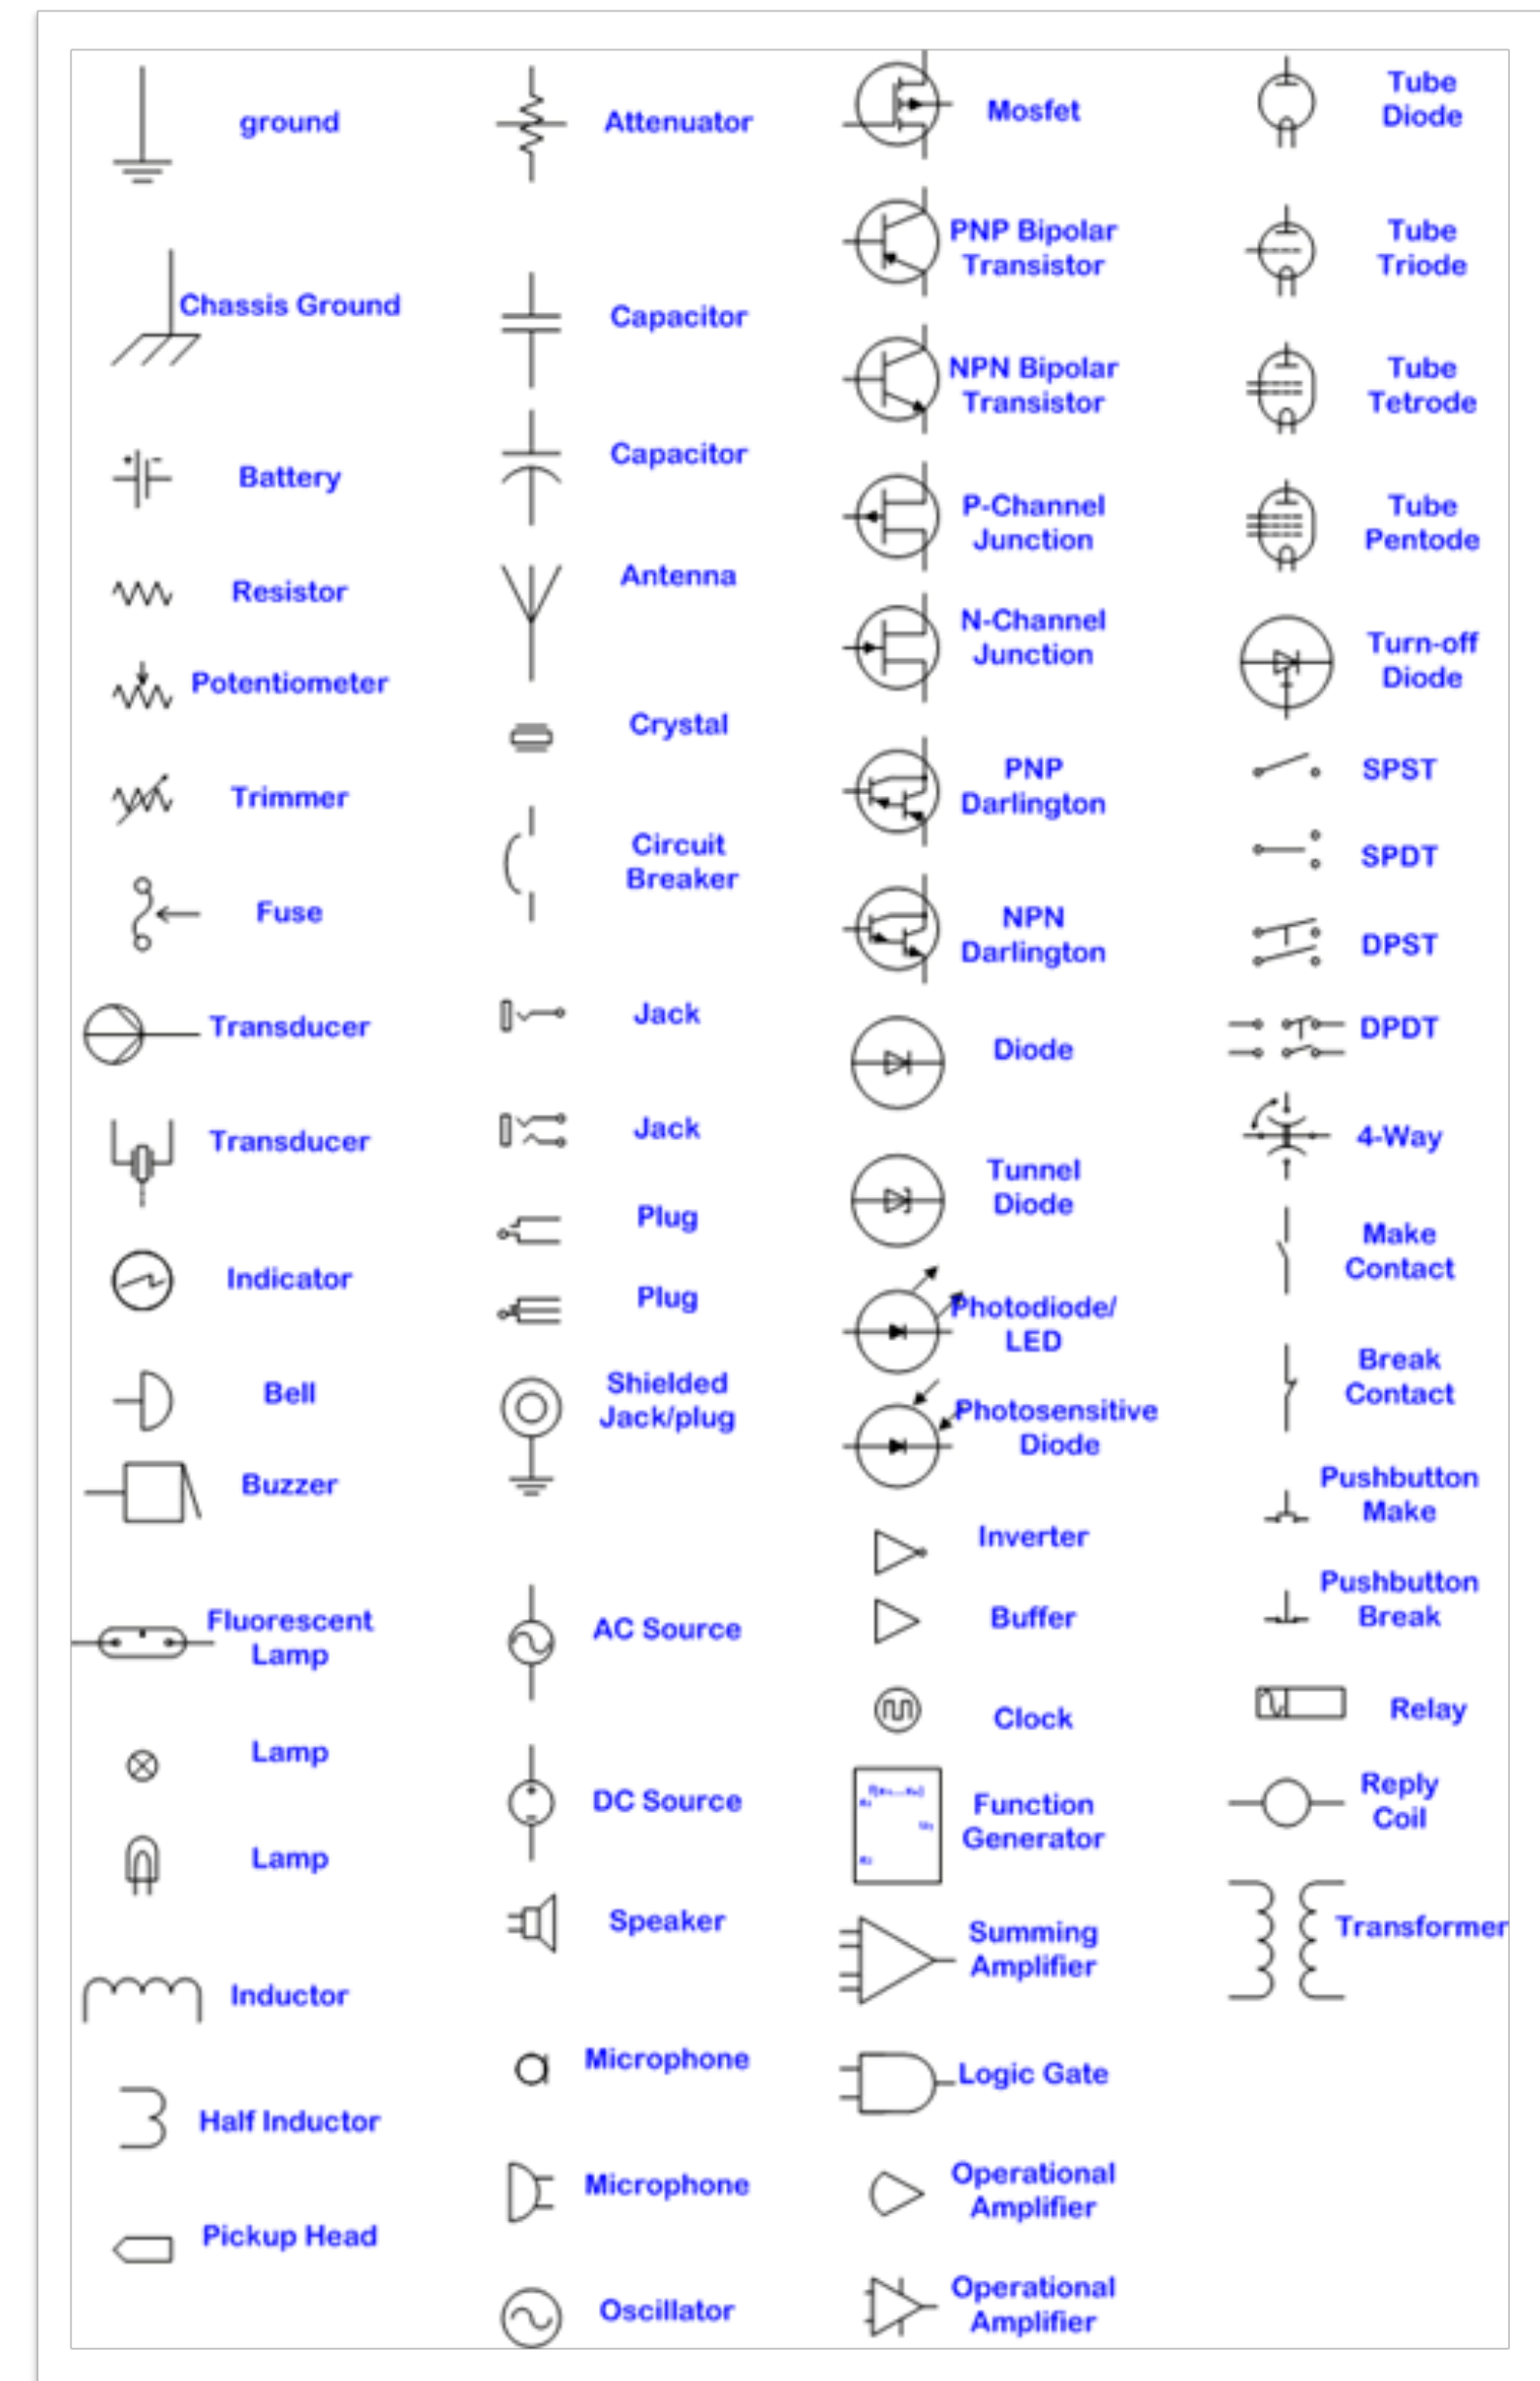 ground
Chassis Ground
Battery
Resistor
Potentiometer
Trimmer
Fuse
Transducer
Transducer
Indicator
Bell
Buzzer
Fluorescent
Lamp
Lamp
Lamp
Inductor
Half Inductor
Pickup Head
Attenuator
Capacitor
Capacitor
Antenna
Crystal
Circuit
Breaker
Jack
Jack
Plug
Plug
Shielded
Jack/plug
AC Source
DC Source
Speaker
Microphone
Microphone
Oscillator
Mosfet
PNP Bipolar
Transistor
NPN Bipolar
Transistor
P-Channel
Junction
N-Channel
Junction
PNP
Darlington
NPN
Darlington
Diode
Tunnel
Diode
Photodiode/
LED
Photosensitive
Diode
Inverter
Buffer
Clock
Function
Generator
Summing
Amplifier
Logic Gate
Operational
Amplifier
Operational
Amplifier
Tube
Diode
Tube
Triode
Tube
Tetrode
Tube
Pentode
Turn-off
Diode
SPST
SPDT
DPST
DPDT
4-Way
Make
Contact
Break
Contact
Pushbutton
Make
Pushbutton
Break
Relay
Reply
Coil
Transformer